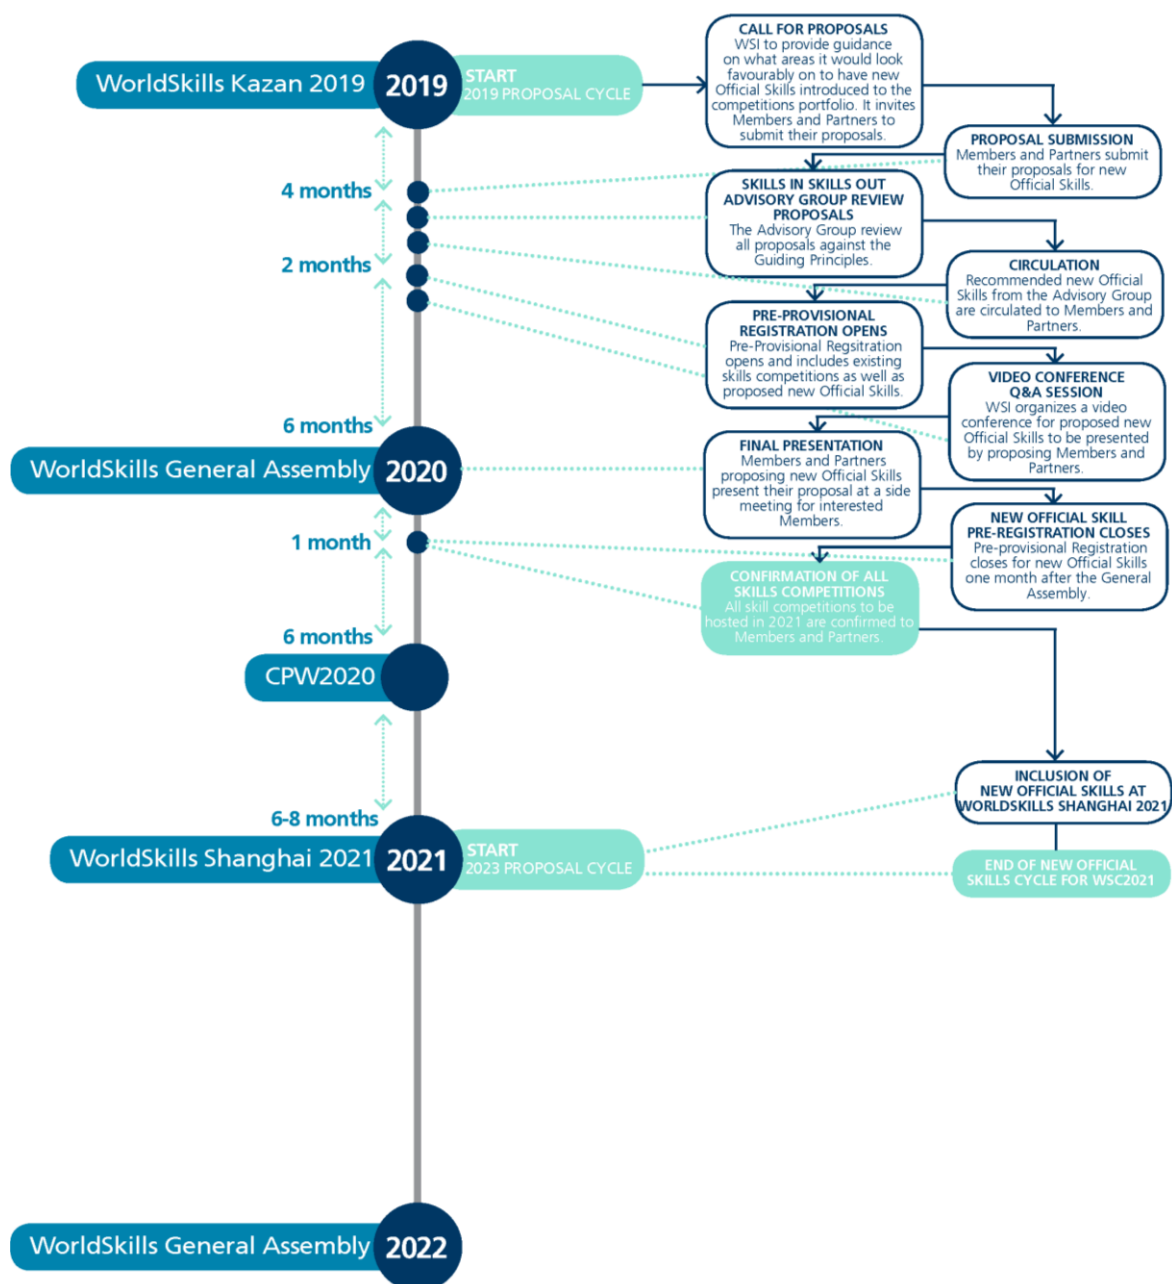 WorldSkills Kazan 2019
2019
START
2019 PROPOSAL CYCLE
CALL FOR PROPOSALS
WSI to provide guidance
on what areas it would look
favourably on to have new
Official Skills introduced to the
competitions portfolio. It invites
Members and Partners to
submit their proposals.
PROPOSAL SUBMISSION
Members and Partners submit
their proposals for new
Official Skills.
4 months
SKILLS IN SKILLS OUT
ADVISORY GROUP REVIEW
PROPOSALS
The Advisory Group review
all proposals against the
Guiding Principles.
2 months
CIRCULATION
Recommended new Official
Skills from the Advisory Group
are circulated to Members and
Partners.
PRE-PROVISIONAL
REGISTRATION OPENS
Pre-Provisional Regsitration
opens and includes existing
skills competitions as well as
proposed new Official Skills.
VIDEO CONFERENCE
Q&A SESSION
WSI organizes a video
conference for proposed new
Official Skills to be presented
by proposing Members and
Partners.
6 months
WorldSkills General Assembly
2020
FINAL PRESENTATION
Members and Partners
proposing new Official Skills
present their proposal at a side
meeting for interested
Members.
NEW OFFICIAL SKILL
PRE-REGISTRATION CLOSES
Pre-provisional Registration
closes for new Official Skills
one month after the General
Assembly.
1 month
CONFIRMATION OF ALL
SKILLS COMPETITIONS
All skill competitions to be
hosted in 2021 are confirmed to
Members and Partners.
6 months
CPW2020
INCLUSION OF
NEW OFFICIAL SKILLS AT
WORLDSKILLS SHANGHAI 2021
6-8 months
WorldSkills Shanghai 2021
2021
START
2023 PROPOSAL CYCLE
END OF NEW OFFICIAL
SKILLS CYCLE FOR WSC2021
WorldSkills General Assembly
2022